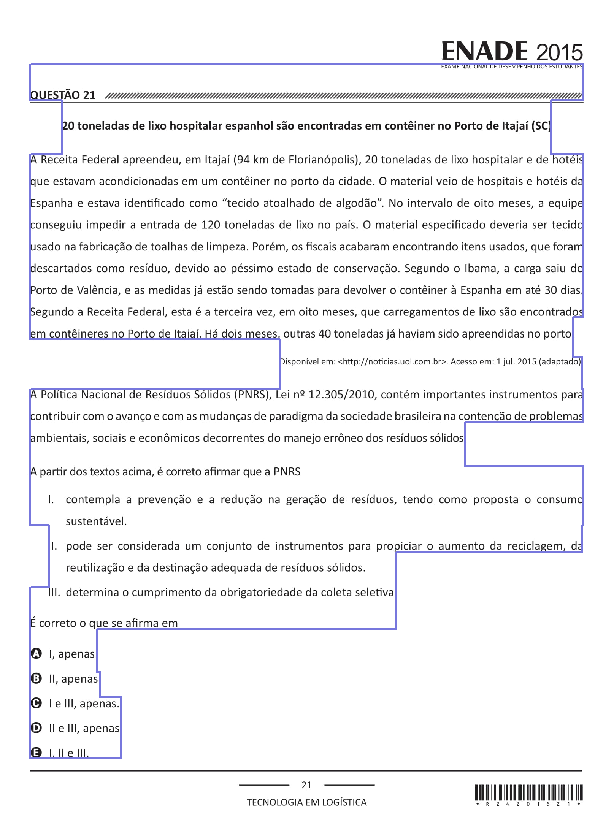 ENADE 2015
EXAME NACIONAL DE DESEMPENHO DOS ESTUDANTES
QUESTÃO 21
20 toneladas de lixo hospitalar espanhol são encontradas em contêiner no Porto de Itajaí (SC)
A Receita Federal apreendeu, em Itajaí (94 km de Florianópolis), 20 toneladas de lixo hospitalar e de hotéis
que estavam acondicionadas em um contêiner no porto da cidade. O material veio de hospitais e hotéis da
Espanha e estava identificado como “tecido atoalhado de algodão”. No intervalo de oito meses, a equipe
conseguiu impedir a entrada de 120 toneladas de lixo no país. O material especificado deveria ser tecido
usado na fabricação de toalhas de limpeza. Porém, os fiscais acabaram encontrando itens usados, que foram
descartados como resíduo, devido ao péssimo estado de conservação. Segundo o Ibama, a carga saiu do
Porto de Valência, e as medidas já estão sendo tomadas para devolver o contêiner à Espanha em até 30 dias.
Segundo a Receita Federal, esta é a terceira vez, em oito meses, que carregamentos de lixo são encontrados
em contêineres no Porto de Itajaí. Há dois meses, outras 40 toneladas já haviam sido apreendidas no porto.
Disponível em: <http://noticias.uol.com.br>. Acesso em: 1 jul. 2015 (adaptado).
A Política Nacional de Resíduos Sólidos (PNRS), Lei nº 12.305/2010, contém importantes instrumentos para
contribuir com o avanço e com as mudanças de paradigma da sociedade brasileira na contenção de problemas
ambientais, sociais e econômicos decorrentes do manejo errôneo dos resíduos sólidos.
A partir dos textos acima, é correto afirmar que a PNRS
I. contempla a prevenção e a redução na geração de resíduos, tendo como proposta o consumo
sustentável.
II. pode ser considerada um conjunto de instrumentos para propiciar o aumento da reciclagem, da
reutilização e da destinação adequada de resíduos sólidos.
III. determina o cumprimento da obrigatoriedade da coleta seletiva.
É correto o que se afirma em
A I, apenas.
B II, apenas.
C I e III, apenas.
D II e III, apenas.
E I, II e III.
21
TECNOLOGIA EM LOGÍSTICA
*R24201521*